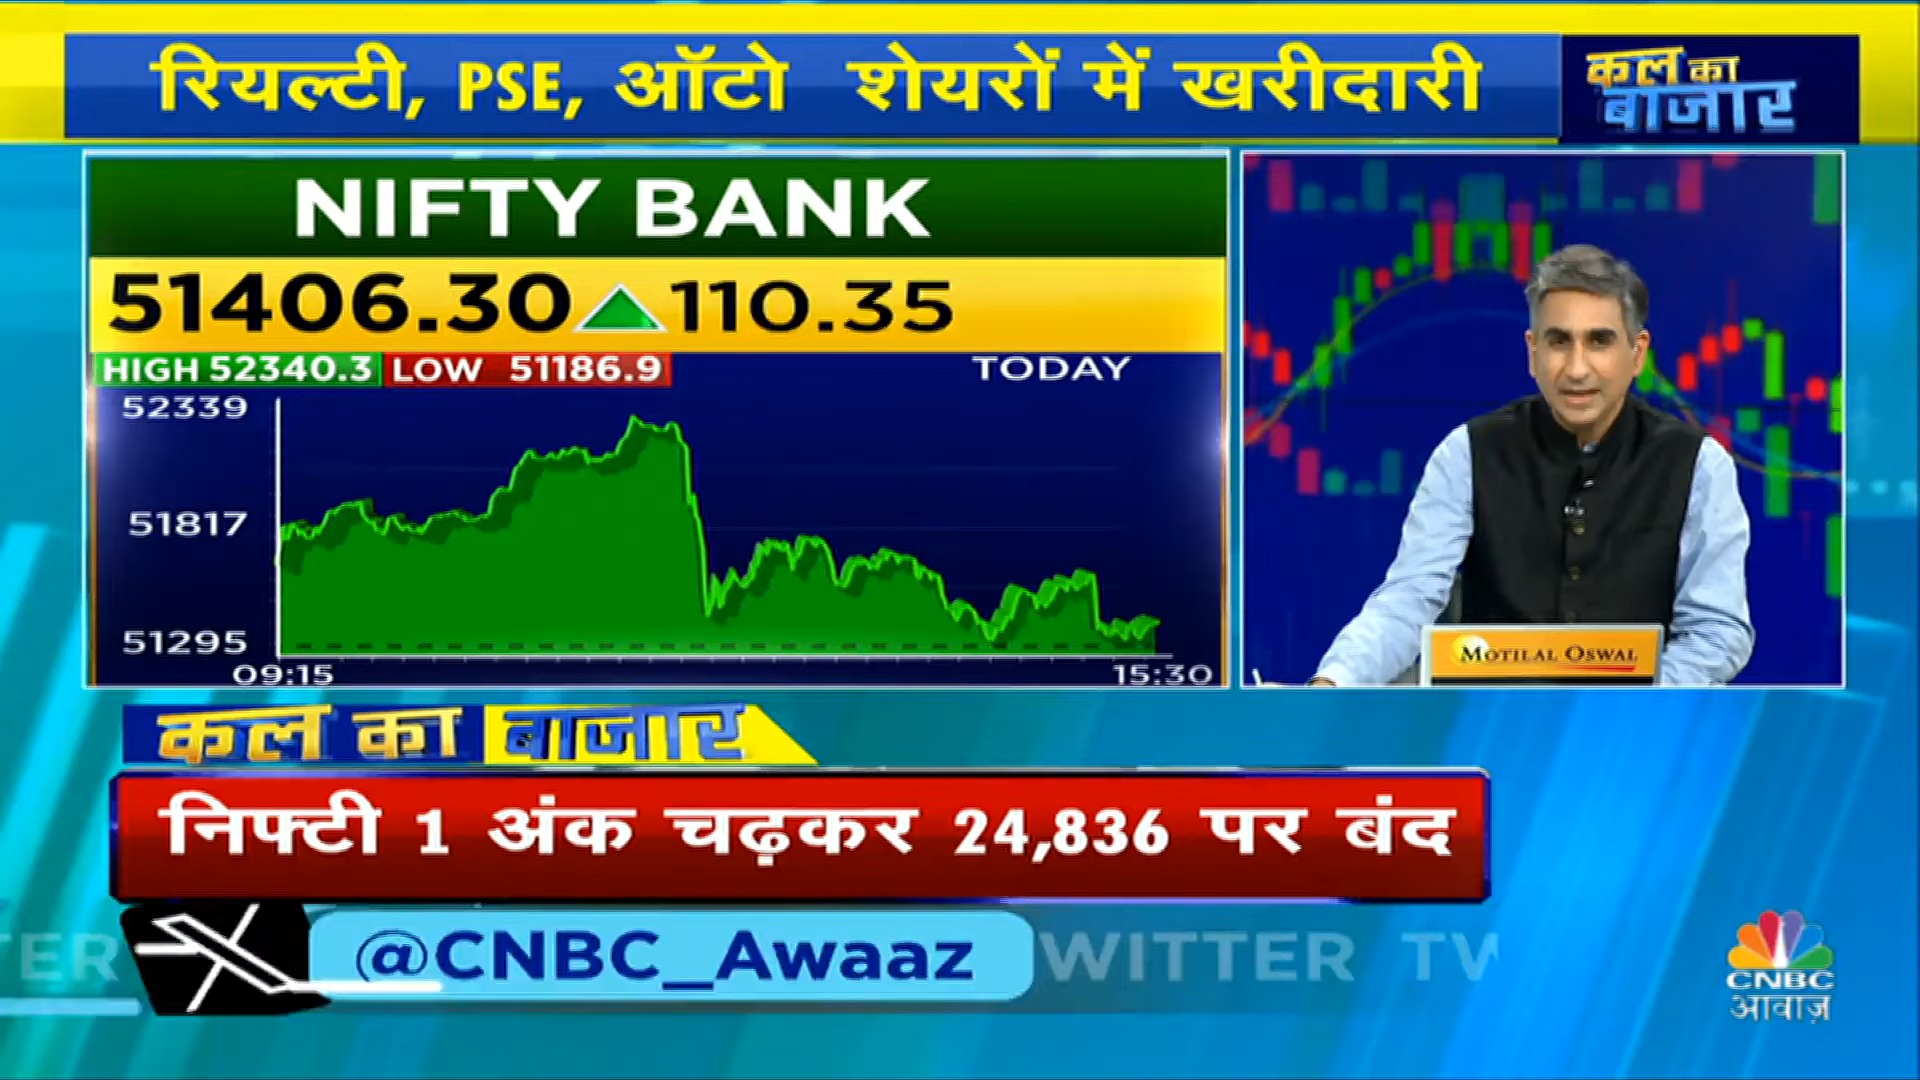 रियल्टी, PSE, ऑटो शेयरों में खरीदारी
कल का
बाजार
NIFTY BANK
51406.30 110.35
HIGH 52340.3 LOW 51186.9 TODAY
52339
51817
51295
09:15 15:30
MOTILAL OSWAL
कल का बाजार
निफ्टी 1 अंक चढ़कर 24,836 पर बंद
TER @CNBC_Awaaz WITTER TW
CNBC
आवाज़